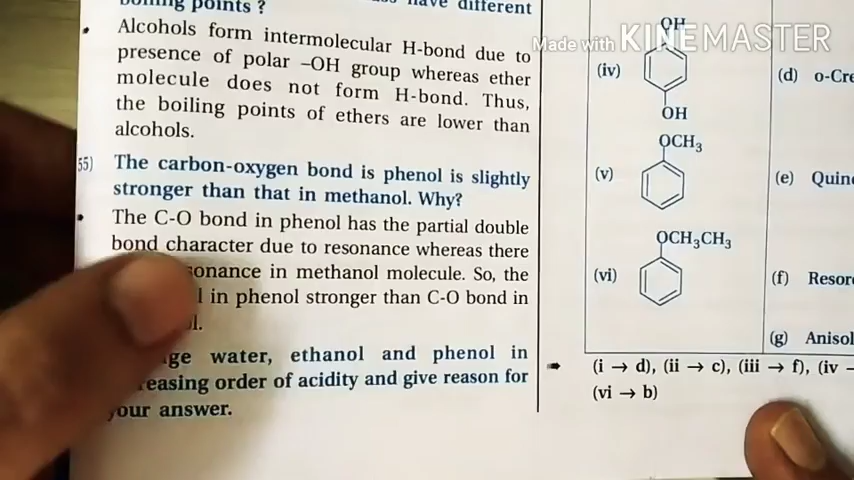 boiling points ?
have different
• Alcohols form intermolecular H-bond due to
presence of polar –OH group whereas ether
molecule does not form H-bond. Thus,
the boiling points of ethers are lower than
alcohols.
55) The carbon-oxygen bond is phenol is slightly
stronger than that in methanol. Why?
• The C-O bond in phenol has the partial double
bond character due to resonance whereas there
sonance in methanol molecule. So, the
in phenol stronger than C-O bond in
water, ethanol and phenol in
easing order of acidity and give reason for
your answer.
Made with KINEMASTER
OH
(iv)
OH
(d) o-Cre
OCH3
(v)
(e) Quin
OCH2CH3
(vi)
(f) Resor
(g) Anisol
(i → d), (ii → c), (iii → f), (iv –
(vi → b)